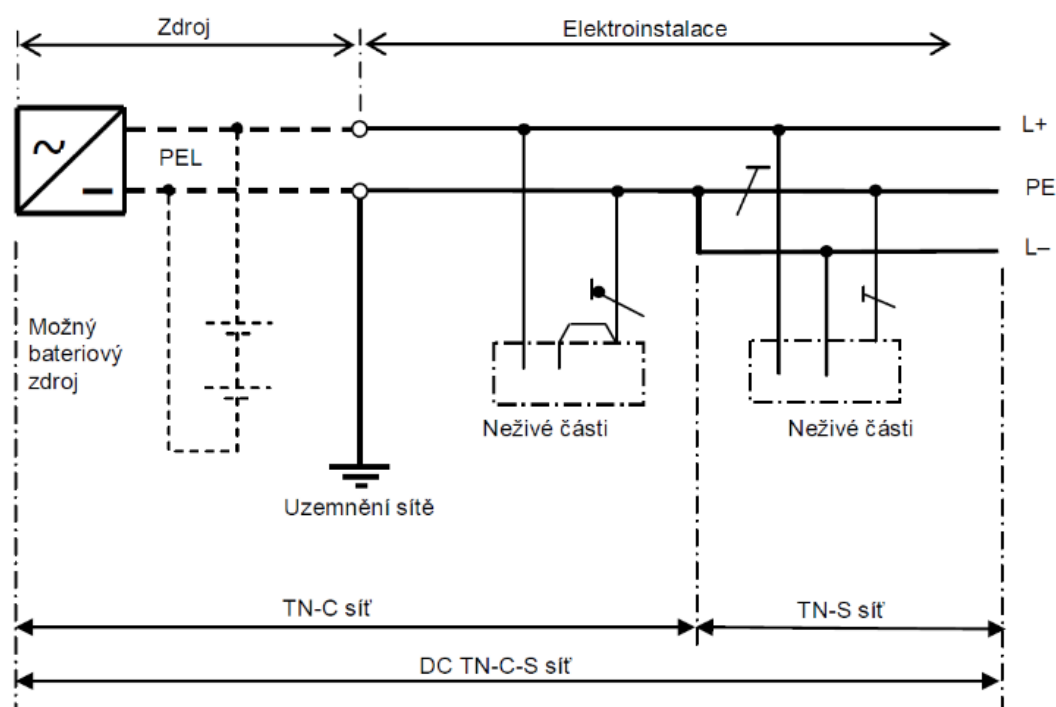 Zdroj
Elektroinstalace
L+
PEL
PE
L–
Možný
bateriový
zdroj
Neživé části
Neživé části
Uzemnění sítě
TN-C síť
TN-S síť
DC TN-C-S síť